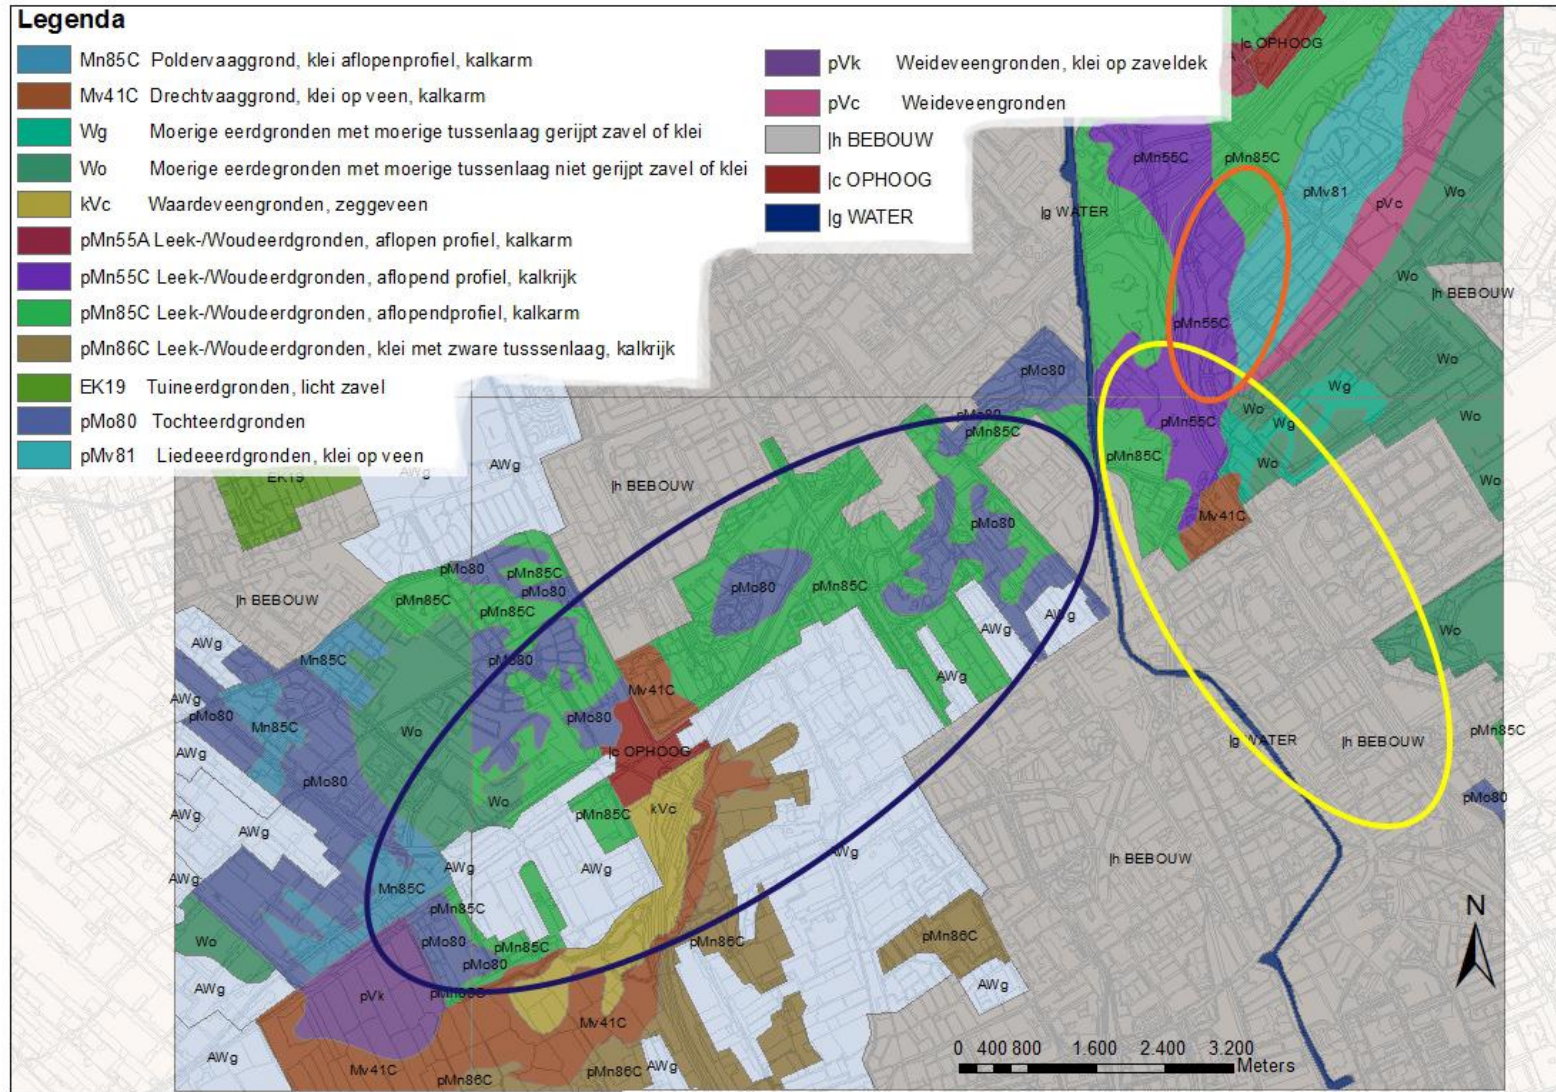 Legenda
Mn85C Poldervaaggrond, klei aflopenprofiel, kalkarm
Mv41C Drechtvaaggrond, klei op veen, kalkarm
Wg Moerige eerdgronden met moerige tussenlaag gerijpt zavel of klei
Wo Moerige eerdegronden met moerige tussenlaag niet gerijpt zavel of klei
kVc Waardeveengronden, zeggeveen
pMn55A Leek-/Woudeerdgronden, aflopen profiel, kalkarm
pMn55C Leek-/Woudeerdgronden, aflopend profiel, kalkrijk
pMn85C Leek-/Woudeerdgronden, aflopendprofiel, kalkarm
pMn86C Leek-/Woudeerdgronden, klei met zware tusssenlaag, kalkrijk
EK19 Tuineerdgronden, licht zavel
pMo80 Tochteerdgronden
pMv81 Liedeeerdgronden, klei op veen
pVk Weideveengronden, klei op zaveldek
pVc Weideveengronden
|h BEBOUW
|c OPHOOG
|g WATER
|c OPHOOG
pMn55C
pMn85C
pMv81
Wo
pVc
|g WATER
Wo
|h BEBOUW
pMn55C
Wo
pMo80
Wg
Wo
Wg
Wo
pMo80
pMn85C
pMn55C
pMn85C
Wo
Wo
AWg
AWg
EK19
|h BEBOUW
Mv41C
pMo80
pMo80
pMn85C
pMo80
pMo80
pMn85C
|h BEBOUW
pMn85C
pMn85C
AWg
AWg
AWg
Wo
Mn85C
pMo80
AWg
Mv41C
AWg
pMo80
pMo80
Mn85C
Wo
|c OPHOOG
|g WATER
|h BEBOUW
pMn85C
AWg
pMo80
Wo
kVc
pMn85C
pMo80
AWg
AWg
AWg
AWg
AWg
|h BEBOUW
AWg
Mn85C
pMn85C
pMn86C
pMn86C
Wo
pMo80
pMn85C
pMo80
AWg
AWg
pVk
pMn85C
Mv41C
N
AWg
Mv41C
pMn86C
pMn86C
AWg
0 400 800 1.600 2.400 3.200
Meters